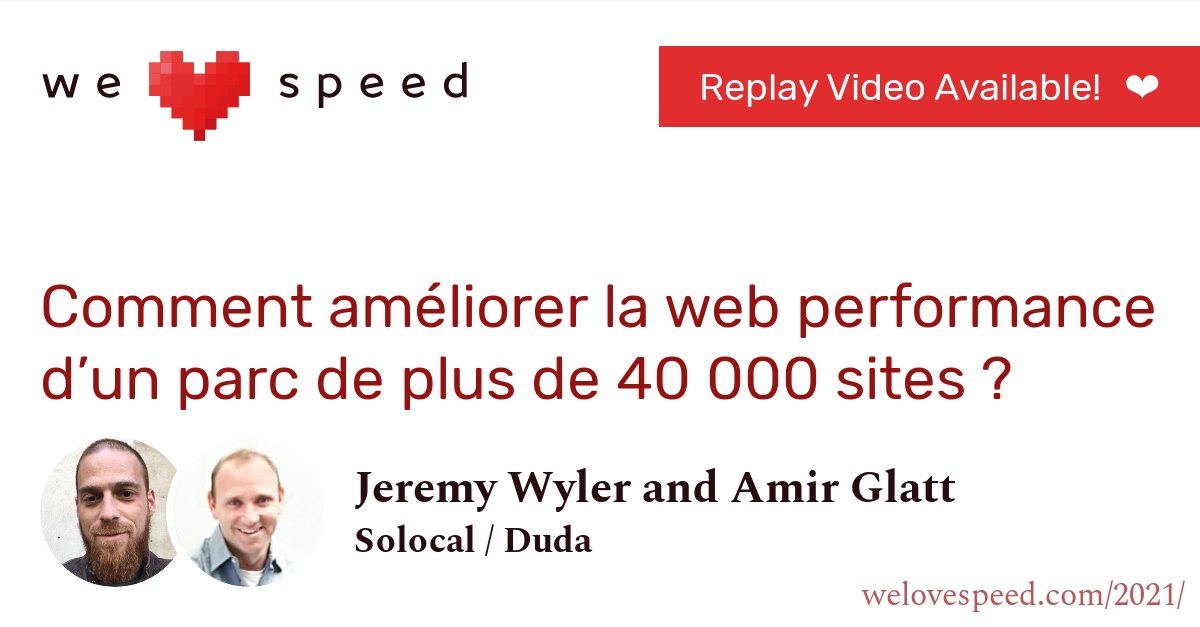 we ❤ speed
Replay Video Available! ❤
Comment améliorer la web performance
d’un parc de plus de 40 000 sites ?
Jeremy Wyler and Amir Glatt
Solocal / Duda
welovespeed.com/2021/